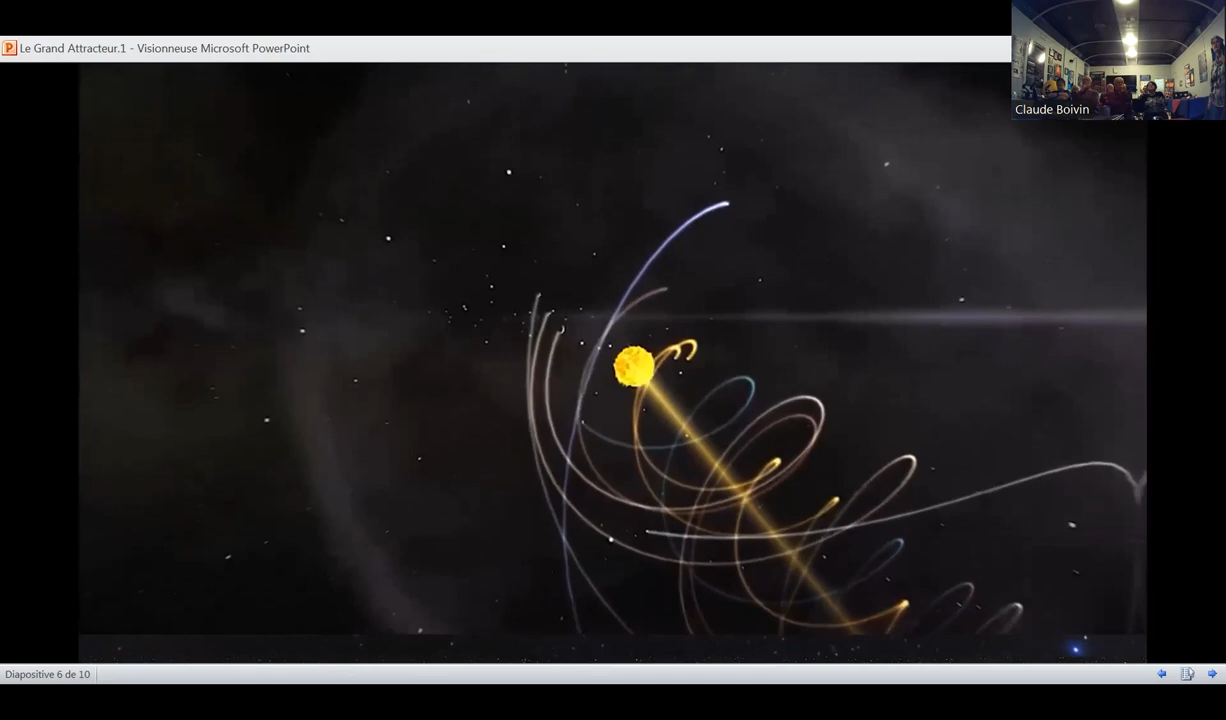 Le Grand Attracteur.1 - Visionneuse Microsoft PowerPoint
Claude Boivin
Diapositive 6 de 10